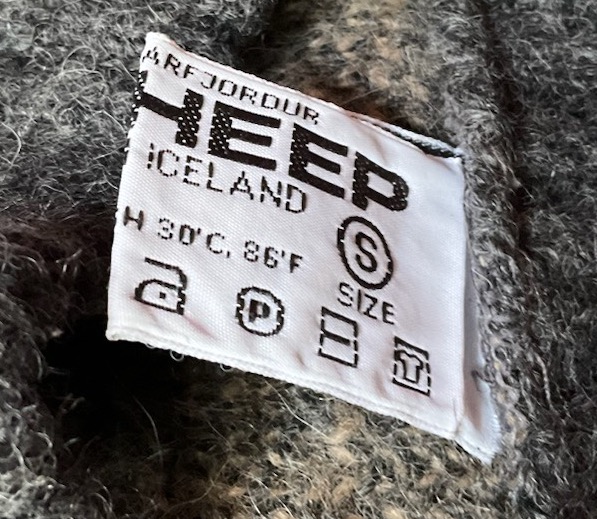 ARFJORDUR
HEEP
ICELAND
H 30°C, 86°F
S
SIZE
P